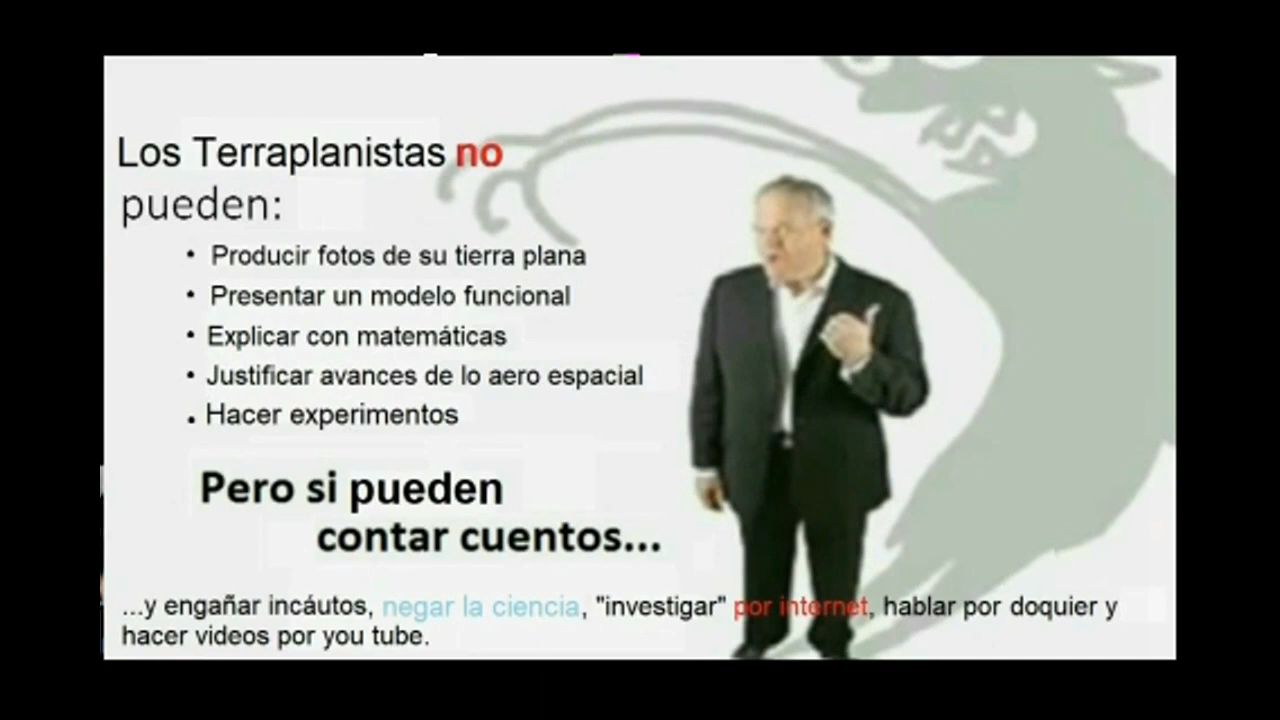 Los Terraplanistas no
pueden:
• Producir fotos de su tierra plana
• Presentar un modelo funcional
• Explicar con matemáticas
• Justificar avances de lo aero espacial
• Hacer experimentos
Pero si pueden
contar cuentos...
...y engañar incáutos, negar la ciencia, "investigar" por internet, hablar por doquier y
hacer videos por you tube.